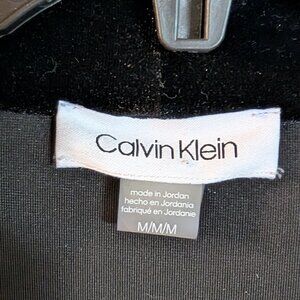 Calvin Klein
made in Jordan
hecho en Jordania
fabriqué en Jordanie
M/M/M